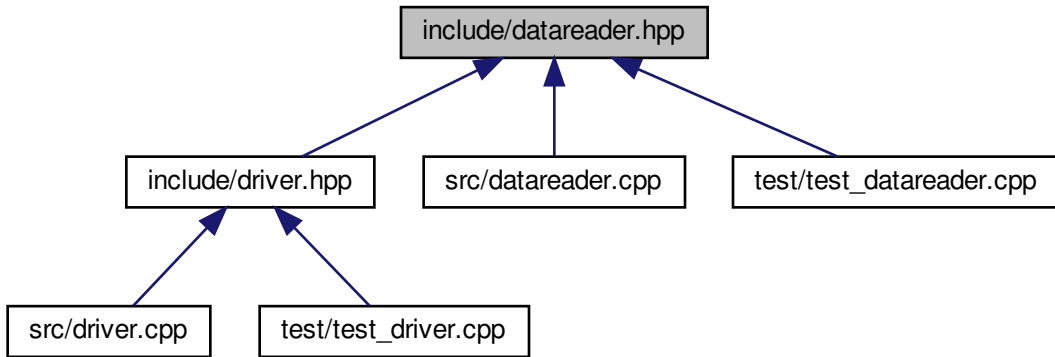 include/datareader.hpp
include/driver.hpp
src/datareader.cpp
test/test_datareader.cpp
src/driver.cpp
test/test_driver.cpp